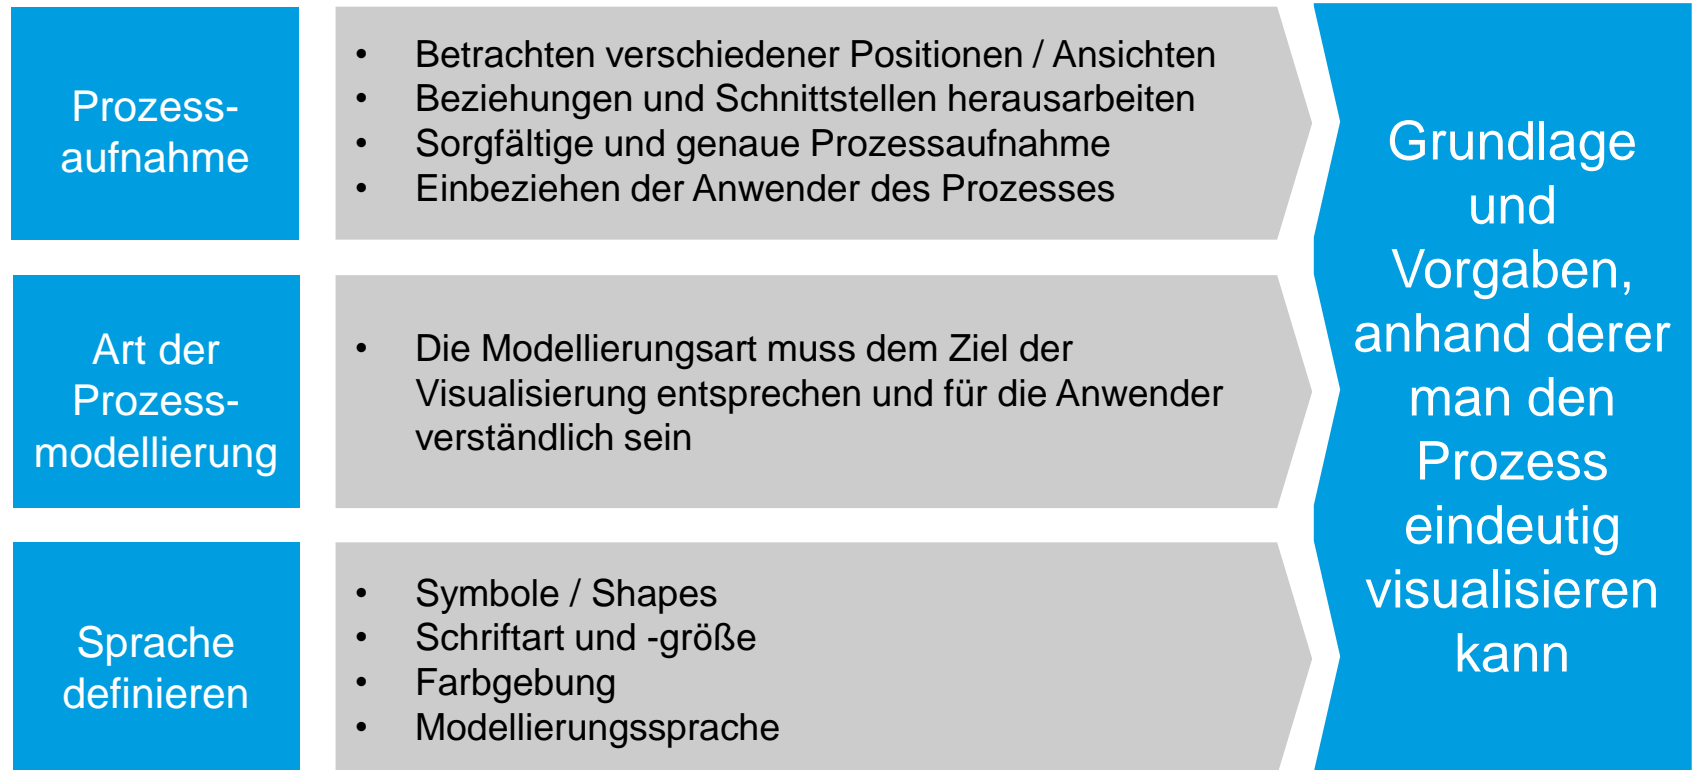 Prozess-
aufnahme
• Betrachten verschiedener Positionen / Ansichten
• Beziehungen und Schnittstellen herausarbeiten
• Sorgfältige und genaue Prozessaufnahme
• Einbeziehen der Anwender des Prozesses
Art der
Prozess-
modellierung
• Die Modellierungsart muss dem Ziel der
Visualisierung entsprechen und für die Anwender
verständlich sein
Sprache
definieren
• Symbole / Shapes
• Schriftart und -größe
• Farbgebung
• Modellierungssprache
Grundlage
und
Vorgaben,
anhand derer
man den
Prozess
eindeutig
visualisieren
kann